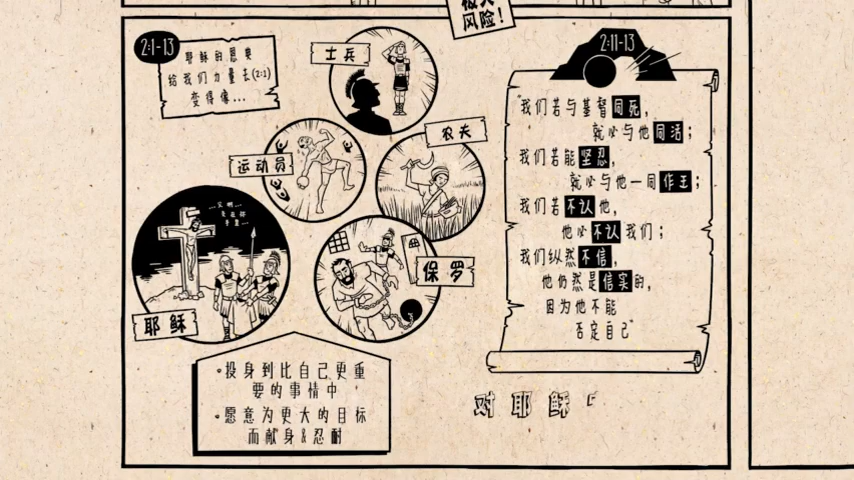 风险!
2:1-13
耶稣的恩典
给我们力量去(2:1)
变得像...
士兵
农夫
运动员
保罗
耶稣
·投身到比自己更重
要的事情中
·愿意为更大的目标
而献身&忍耐
2:11-13
"我们若与基督同死,
就必与他同活;
我们若能坚忍,
就必与他一同作王;
我们若不认他,
他必不认我们;
我们纵然不信,
他仍然是信实的,
因为他不能
否定自己"
对耶稣